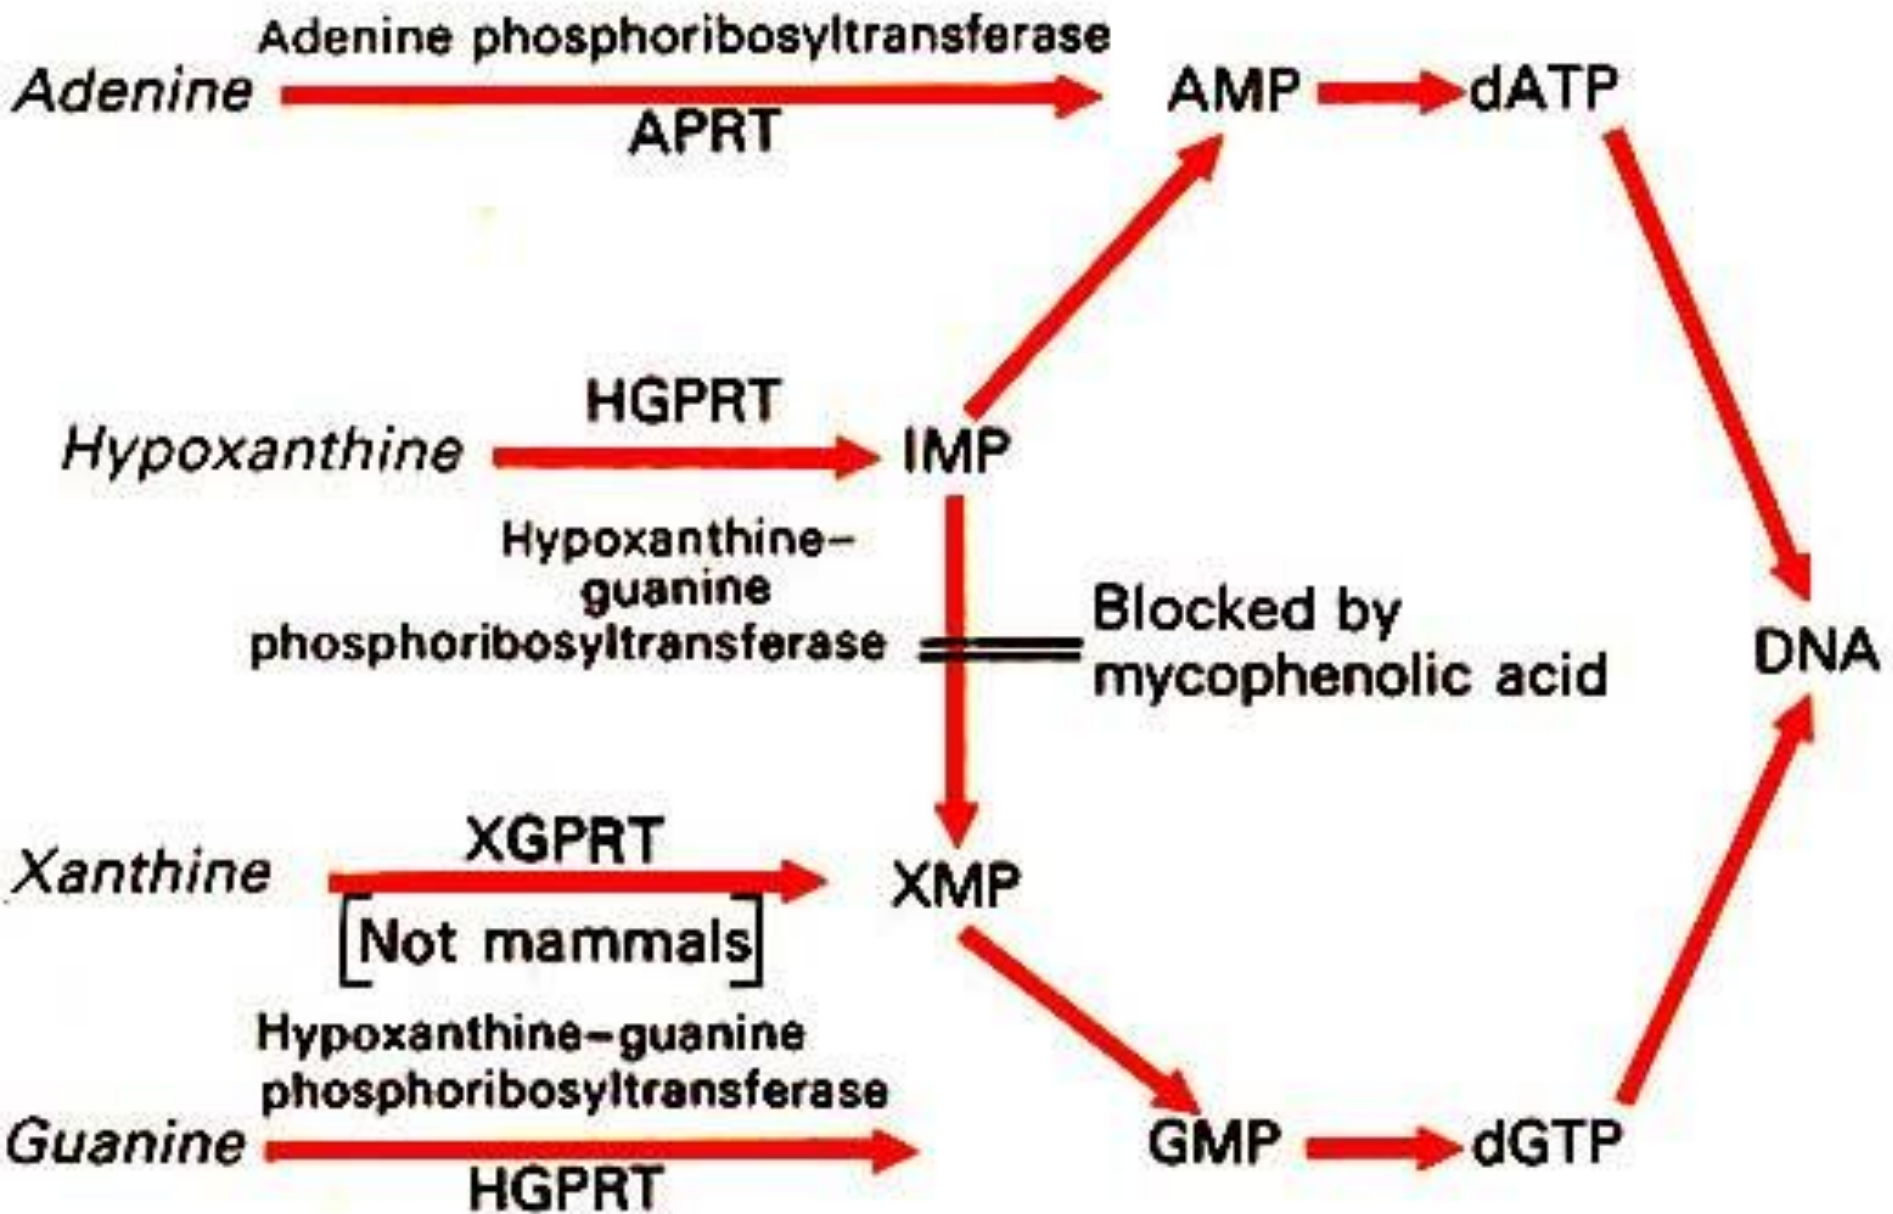 Adenine phosphoribosyltransferase
Adenine
APRT
AMP
dATP
HGPRT
Hypoxanthine
IMP
Hypoxanthine–
guanine
phosphoribosyltransferase
Blocked by
mycophenolic acid
DNA
XGPRT
Xanthine
XMP
[Not mammals]
Hypoxanthine–guanine
phosphoribosyltransferase
Guanine
HGPRT
GMP
dGTP